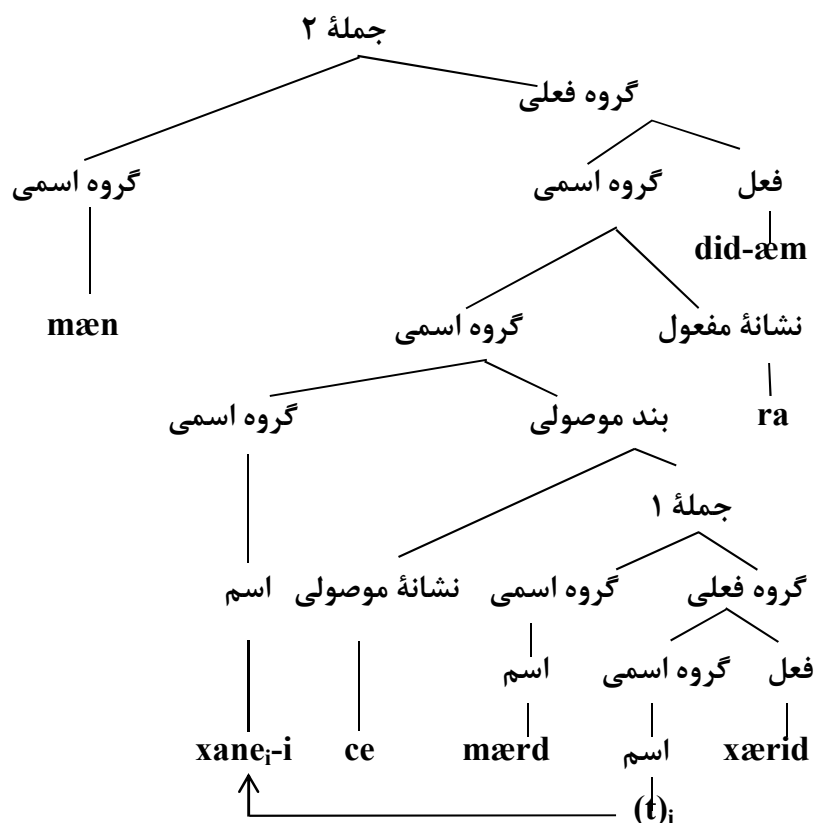 جملهٔ ۲
گروه فعلی
گروه اسمی گروه اسمی فعل
did-æm
mæn گروه اسمی نشانهٔ مفعول
گروه اسمی بند موصولی ra
جملهٔ ۱
اسم نشانهٔ موصولی گروه اسمی گروه فعلی
اسم گروه اسمی فعل
xaneᵢ-i ce mærd اسم xærid
(t)ᵢ